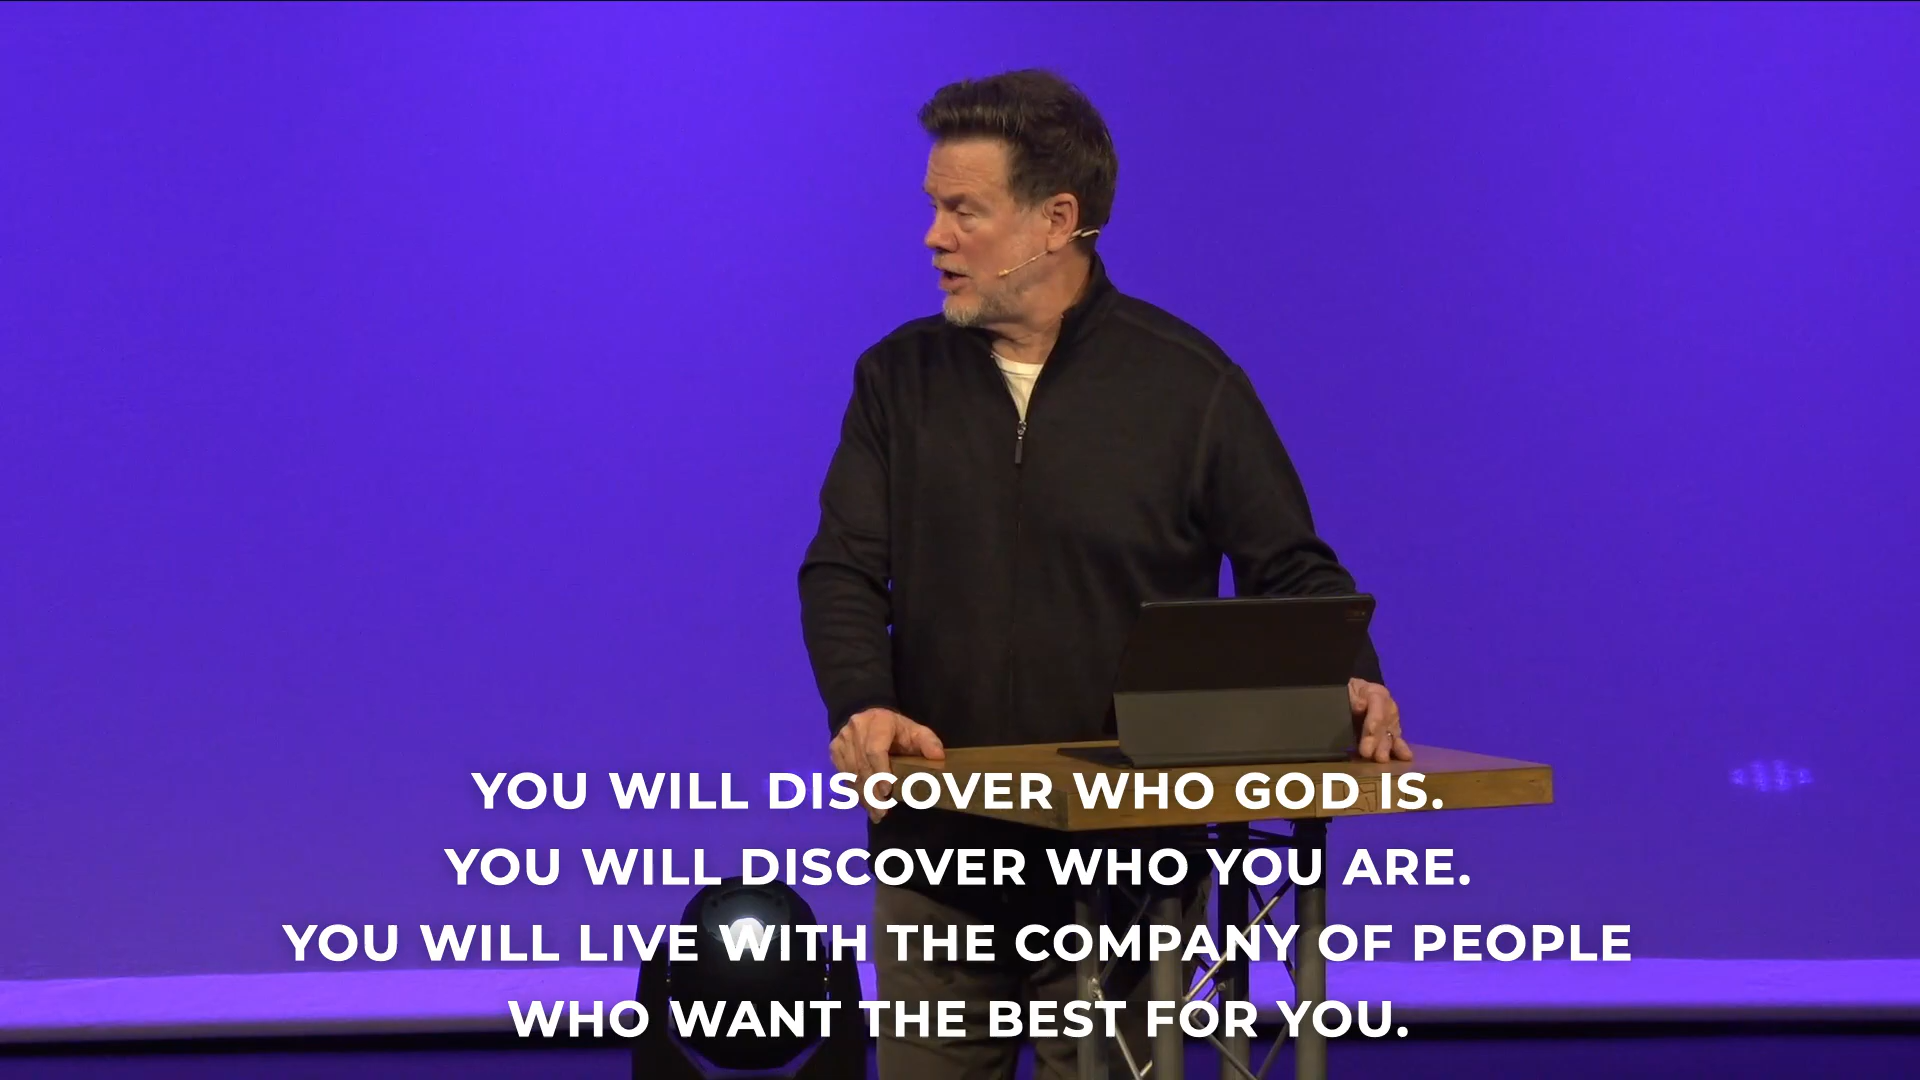 YOU WILL DISCOVER WHO GOD IS.
YOU WILL DISCOVER WHO YOU ARE.
YOU WILL LIVE WITH THE COMPANY OF PEOPLE
WHO WANT THE BEST FOR YOU.